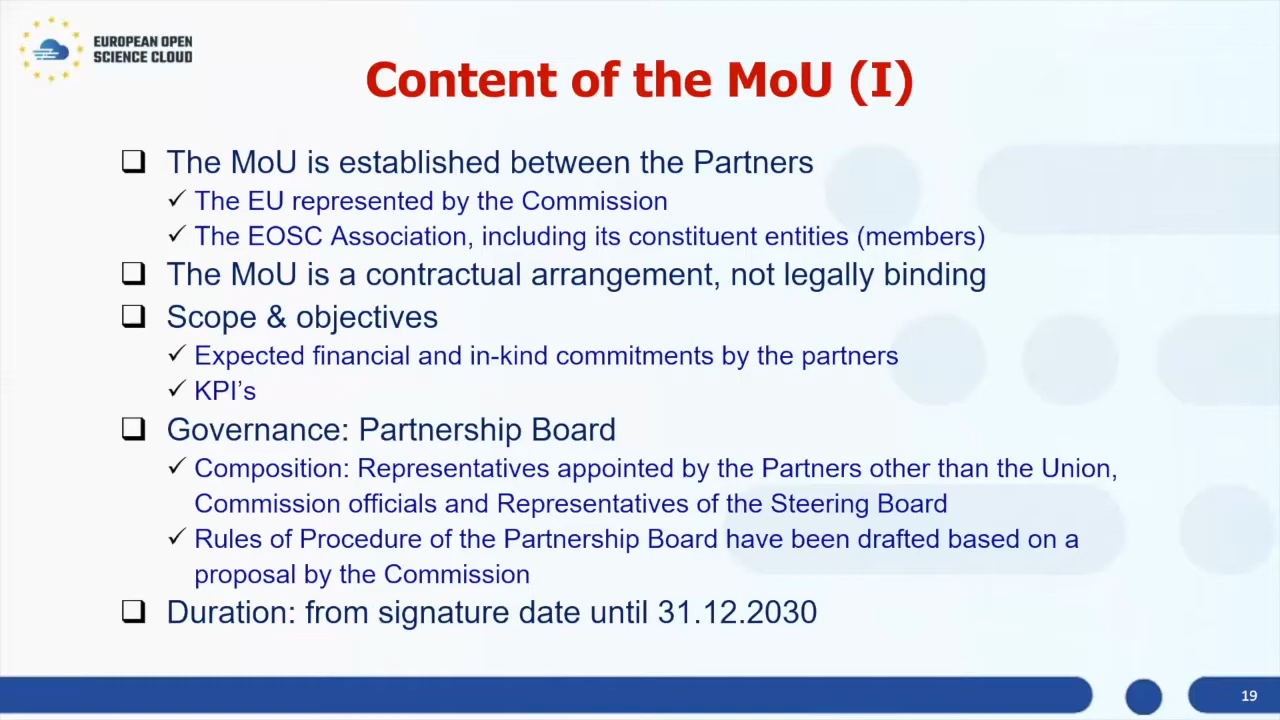 EUROPEAN OPEN
SCIENCE CLOUD
Content of the MoU (I)
❑ The MoU is established between the Partners
✓ The EU represented by the Commission
✓ The EOSC Association, including its constituent entities (members)
❑ The MoU is a contractual arrangement, not legally binding
❑ Scope & objectives
✓ Expected financial and in-kind commitments by the partners
✓ KPI’s
❑ Governance: Partnership Board
✓ Composition: Representatives appointed by the Partners other than the Union,
Commission officials and Representatives of the Steering Board
✓ Rules of Procedure of the Partnership Board have been drafted based on a
proposal by the Commission
❑ Duration: from signature date until 31.12.2030
19